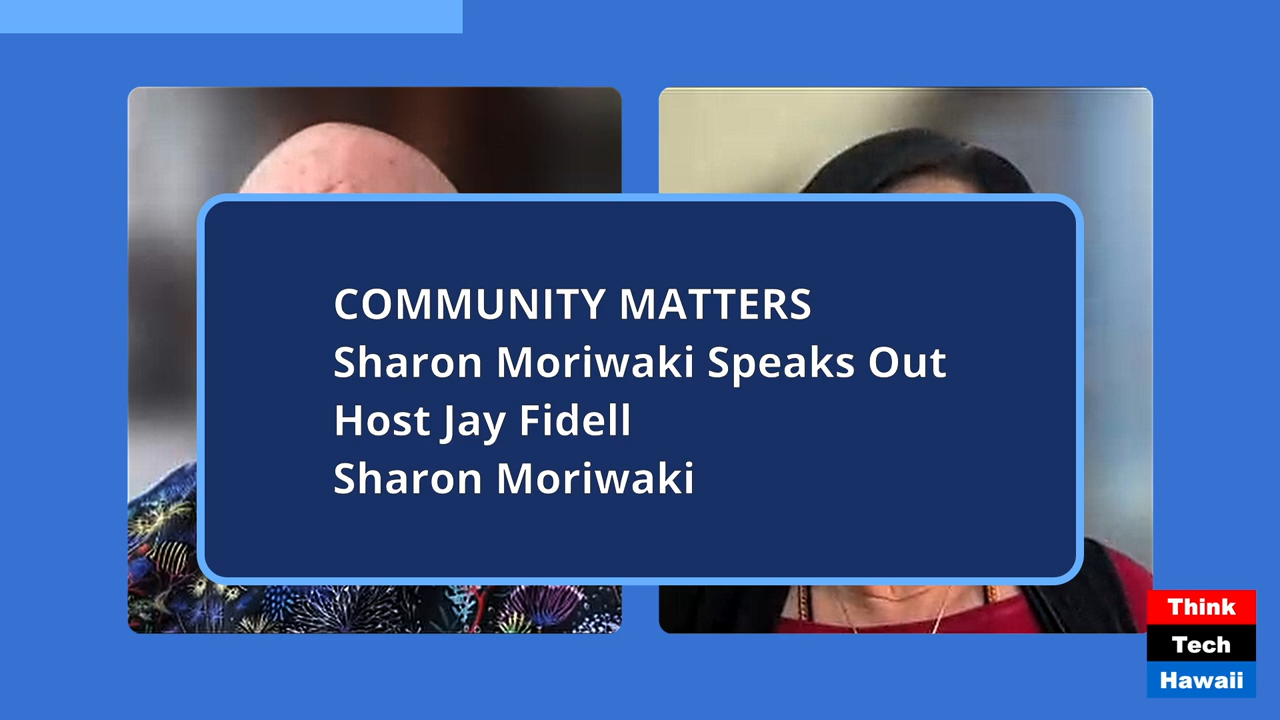 COMMUNITY MATTERS
Sharon Moriwaki Speaks Out
Host Jay Fidell
Sharon Moriwaki
Think
Tech
Hawaii